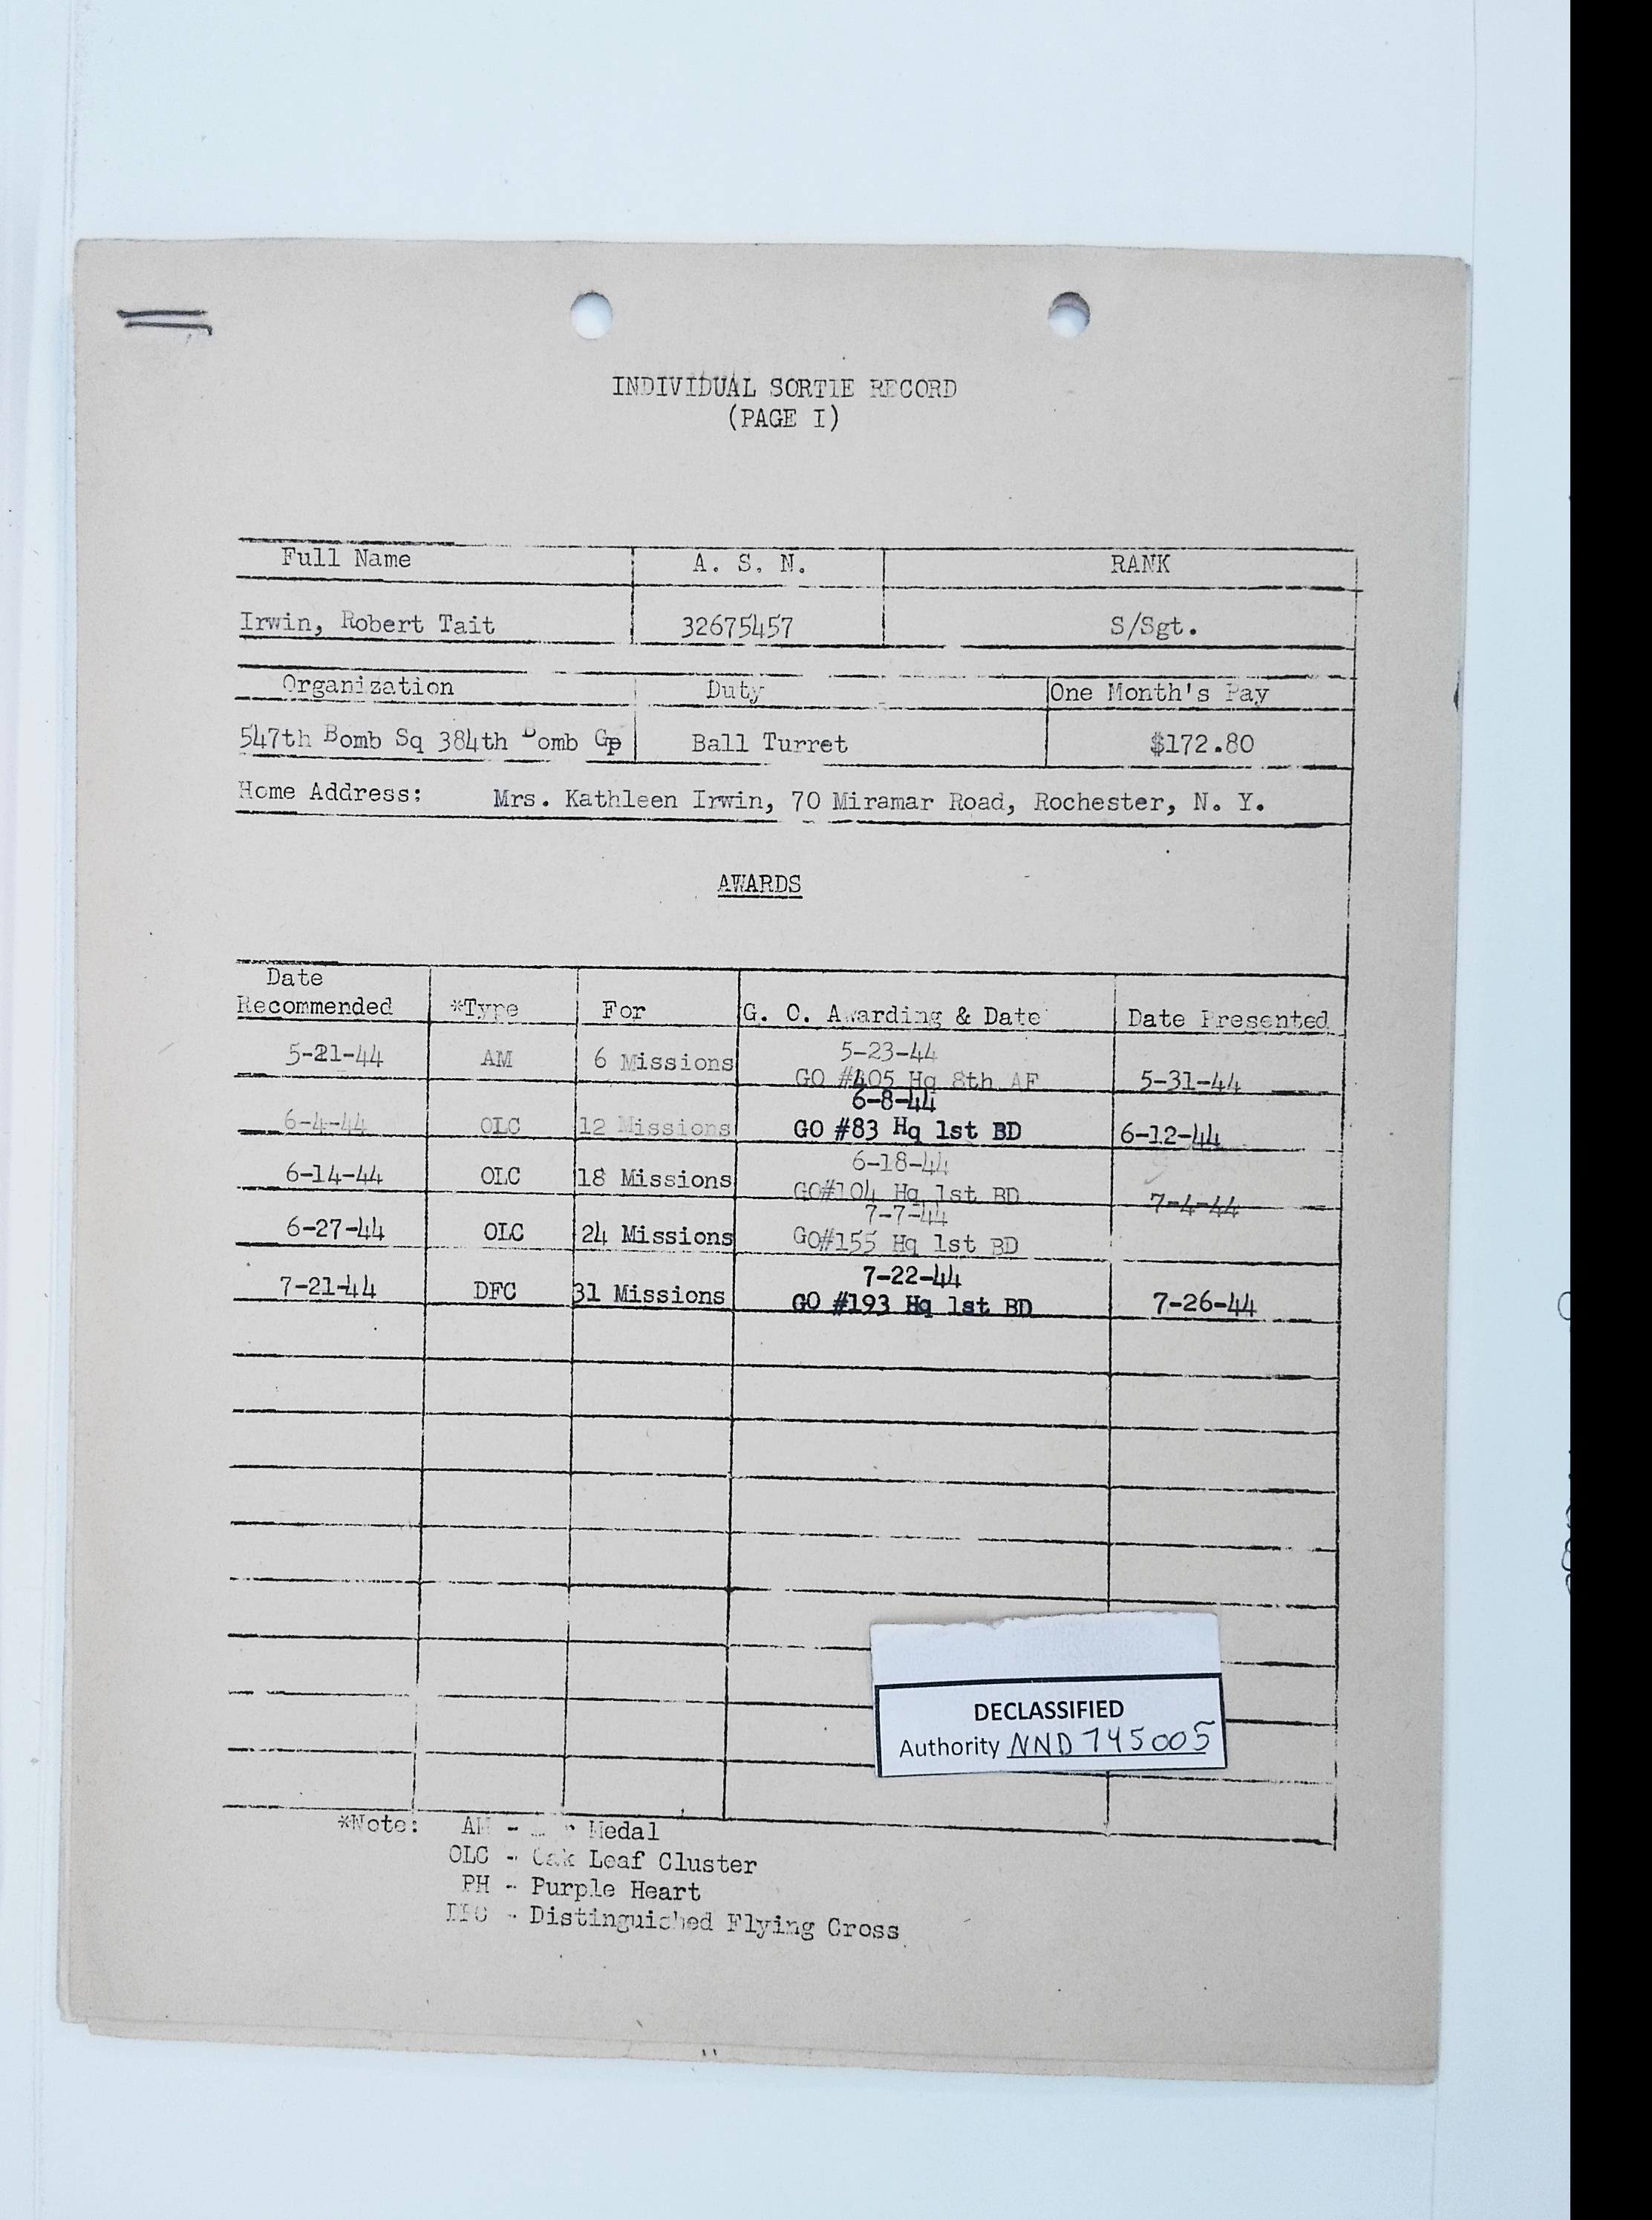 INDIVIDUAL SORTIE RECORD
(PAGE I)
Full Name A. S. N. RANK
Irwin, Robert Tait 32675457 S/Sgt.
Organization Duty One Month's Pay
547th Bomb Sq 384th Bomb Gp Ball Turret $172.80
Home Address: Mrs. Kathleen Irwin, 70 Miramar Road, Rochester, N. Y.
AWARDS
Date
Recommended *Type For G. O. Awarding & Date Date Presented
5-21-44 AM 6 Missions 5-23-44
GO #405 Hq 8th AF 5-31-44
6-8-44
6-4-44 OLC 12 Missions GO #83 Hq 1st BD 6-12-44
6-18-44
6-14-44 OLC 18 Missions GO#104 Hq 1st BD 7-4-44
7-7-44
6-27-44 OLC 24 Missions GO#155 Hq 1st BD
7-22-44
7-21-44 DFC 31 Missions GO #193 Hq 1st BD 7-26-44
DECLASSIFIED
Authority NND 745005
*Note: AM - Medal
OLC - Oak Leaf Cluster
PH - Purple Heart
DFC - Distinguished Flying Cross